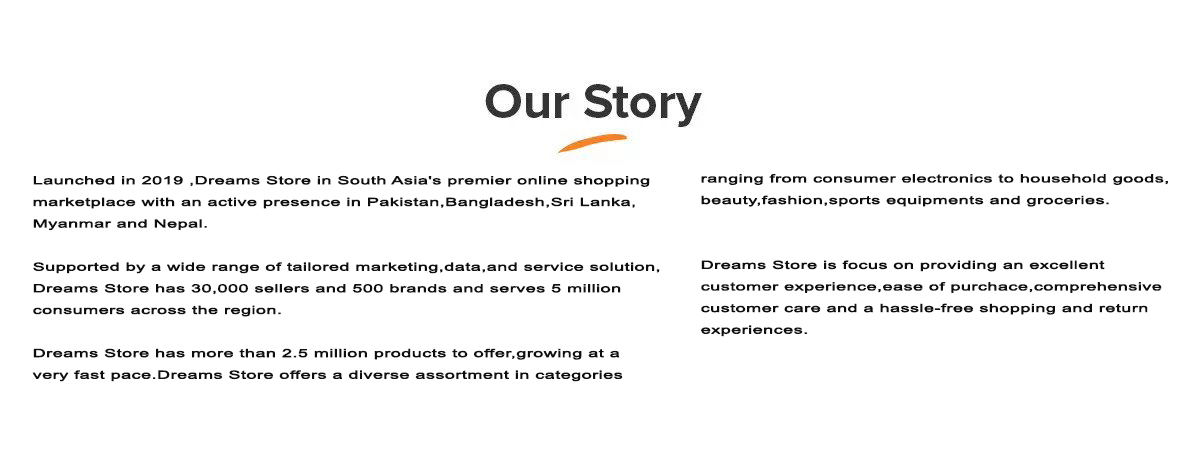 Our Story
Launched in 2019 ,Dreams Store in South Asia's premier online shopping
marketplace with an active presence in Pakistan,Bangladesh,Sri Lanka,
Myanmar and Nepal.
Supported by a wide range of tailored marketing,data,and service solution,
Dreams Store has 30,000 sellers and 500 brands and serves 5 million
consumers across the region.
Dreams Store has more than 2.5 million products to offer,growing at a
very fast pace.Dreams Store offers a diverse assortment in categories
ranging from consumer electronics to household goods,
beauty,fashion,sports equipments and groceries.
Dreams Store is focus on providing an excellent
customer experience,ease of purchace,comprehensive
customer care and a hassle-free shopping and return
experiences.